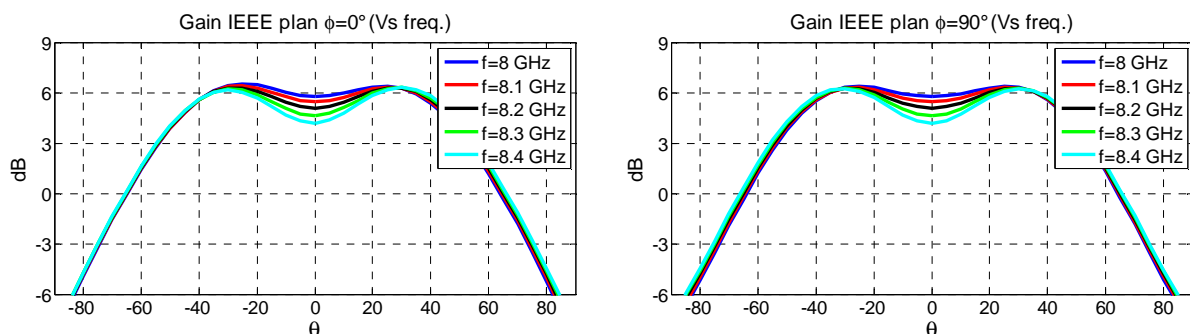 Gain IEEE plan ϕ=0° (Vs freq.)
9
6
3
0
-3
-6
dB
-80 -60 -40 -20 0 20 40 60 80
θ
f=8 GHz
f=8.1 GHz
f=8.2 GHz
f=8.3 GHz
f=8.4 GHz
Gain IEEE plan ϕ=90° (Vs freq.)
9
6
3
0
-3
-6
dB
-80 -60 -40 -20 0 20 40 60 80
θ
f=8 GHz
f=8.1 GHz
f=8.2 GHz
f=8.3 GHz
f=8.4 GHz